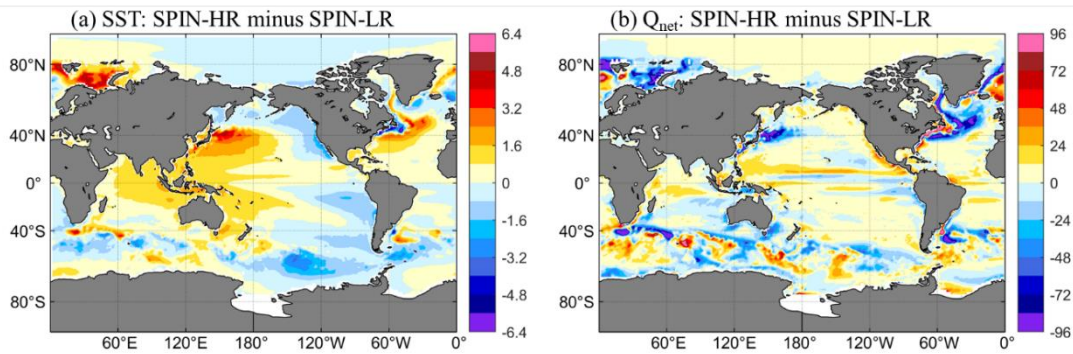 (a) SST: SPIN-HR minus SPIN-LR
6.4
80°N
4.8
3.2
40°N
1.6
0°
0
-1.6
40°S
-3.2
-4.8
80°S
-6.4
60°E 120°E 180° 120°W 60°W 0°
(b) Qnet: SPIN-HR minus SPIN-LR
96
80°N
72
48
40°N
24
0°
0
-24
40°S
-48
-72
80°S
-96
60°E 120°E 180° 120°W 60°W 0°